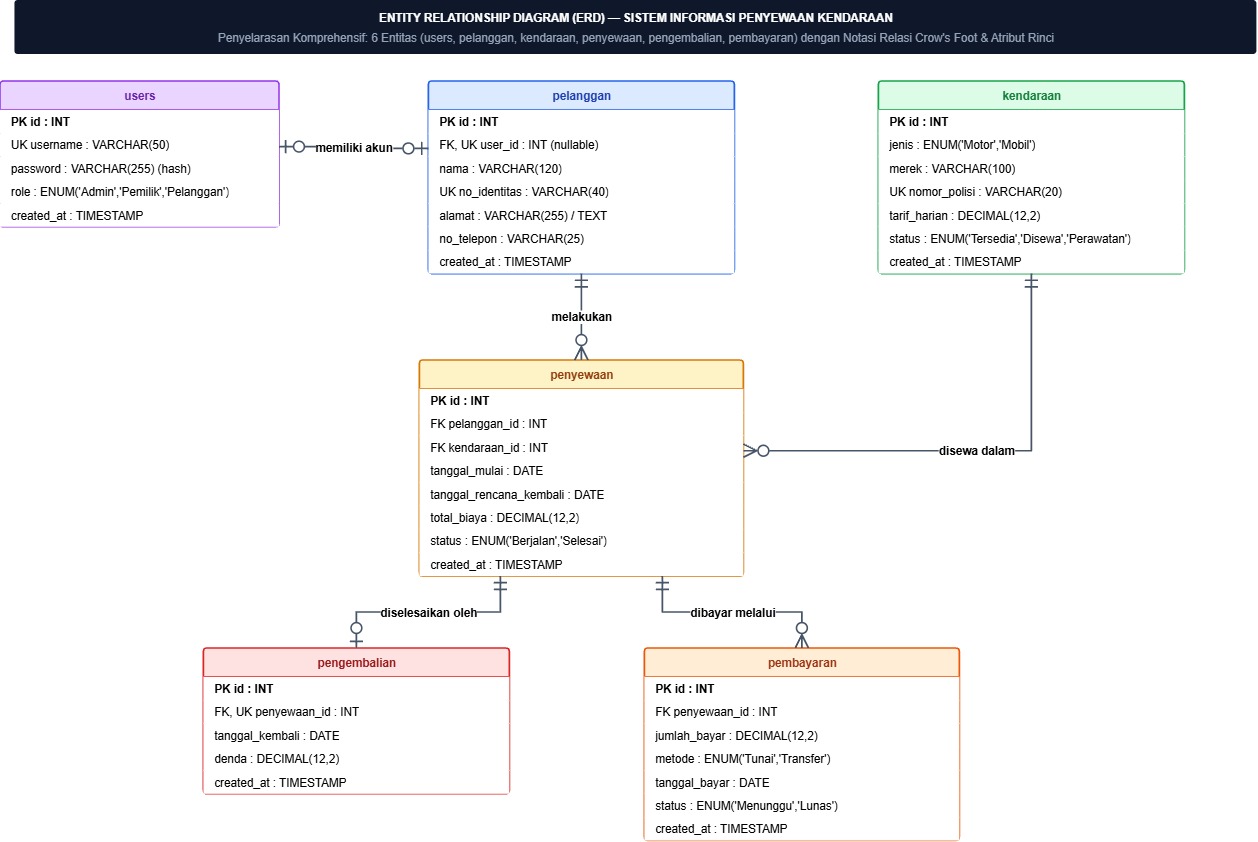 ENTITY RELATIONSHIP DIAGRAM (ERD) — SISTEM INFORMASI PENYEWAAN KENDARAAN
Penyelarasan Komprehensif: 6 Entitas (users, pelanggan, kendaraan, penyewaan, pengembalian, pembayaran) dengan Notasi Relasi Crow's Foot & Atribut Rinci
users
PK id : INT
UK username : VARCHAR(50)
password : VARCHAR(255) (hash)
role : ENUM('Admin','Pemilik','Pelanggan')
created_at : TIMESTAMP
memiliki akun
pelanggan
PK id : INT
FK, UK user_id : INT (nullable)
nama : VARCHAR(120)
UK no_identitas : VARCHAR(40)
alamat : VARCHAR(255) / TEXT
no_telepon : VARCHAR(25)
created_at : TIMESTAMP
kendaraan
PK id : INT
jenis : ENUM('Motor','Mobil')
merek : VARCHAR(100)
UK nomor_polisi : VARCHAR(20)
tarif_harian : DECIMAL(12,2)
status : ENUM('Tersedia','Disewa','Perawatan')
created_at : TIMESTAMP
melakukan
penyewaan
PK id : INT
FK pelanggan_id : INT
FK kendaraan_id : INT
tanggal_mulai : DATE
tanggal_rencana_kembali : DATE
total_biaya : DECIMAL(12,2)
status : ENUM('Berjalan','Selesai')
created_at : TIMESTAMP
disewa dalam
diselesaikan oleh
dibayar melalui
pengembalian
PK id : INT
FK, UK penyewaan_id : INT
tanggal_kembali : DATE
denda : DECIMAL(12,2)
created_at : TIMESTAMP
pembayaran
PK id : INT
FK penyewaan_id : INT
jumlah_bayar : DECIMAL(12,2)
metode : ENUM('Tunai','Transfer')
tanggal_bayar : DATE
status : ENUM('Menunggu','Lunas')
created_at : TIMESTAMP